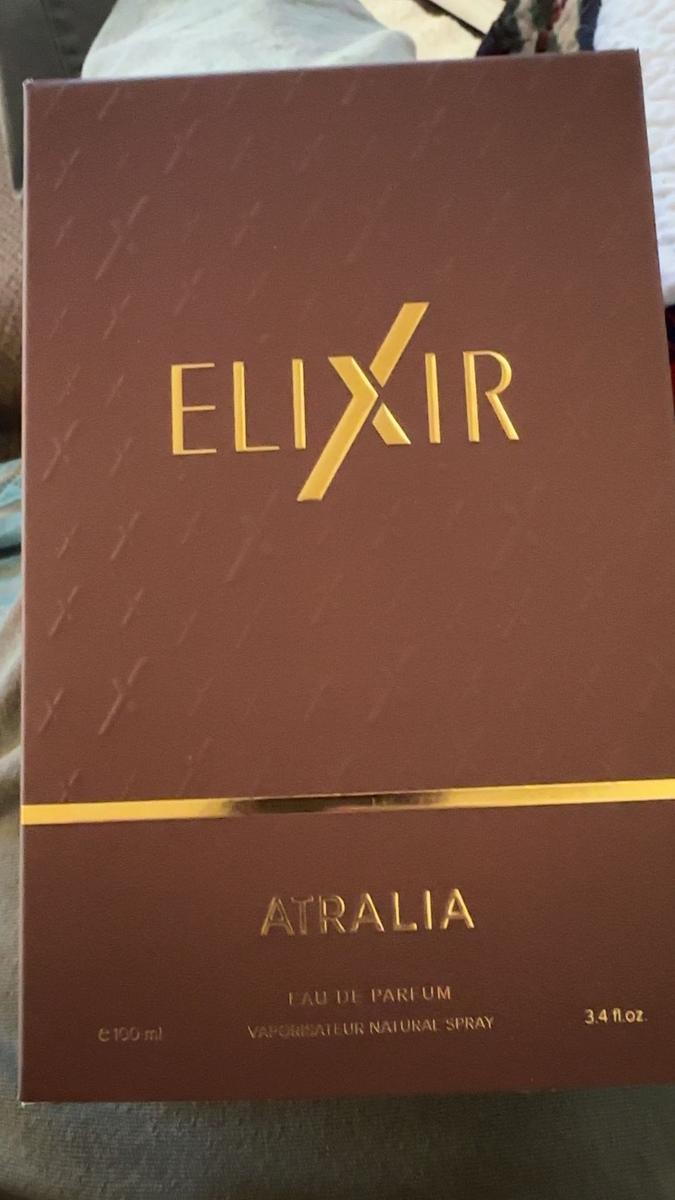 ELIXIR
ATRALIA
EAU DE PARFUM
e 100 ml
VAPORISATEUR NATURAL SPRAY
3.4 fl.oz.